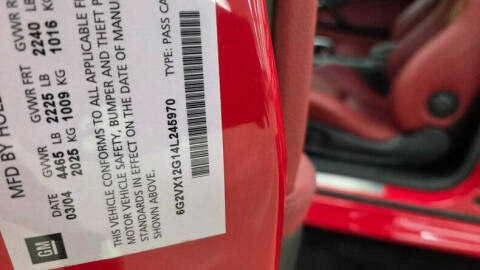 MFD BY HOL
DATE GVWR GVWR FRT GVWR RR
03/04 4465 LB 2225 LB 2240 LB
2025 KG 1009 KG 1016 KG
THIS VEHICLE CONFORMS TO ALL APPLICABLE
MOTOR VEHICLE SAFETY, BUMPER AND THEFT P
STANDARDS IN EFFECT ON THE DATE OF MANUF
SHOWN ABOVE.
6G2VX12G14L245970 TYPE: PASS CA
GM